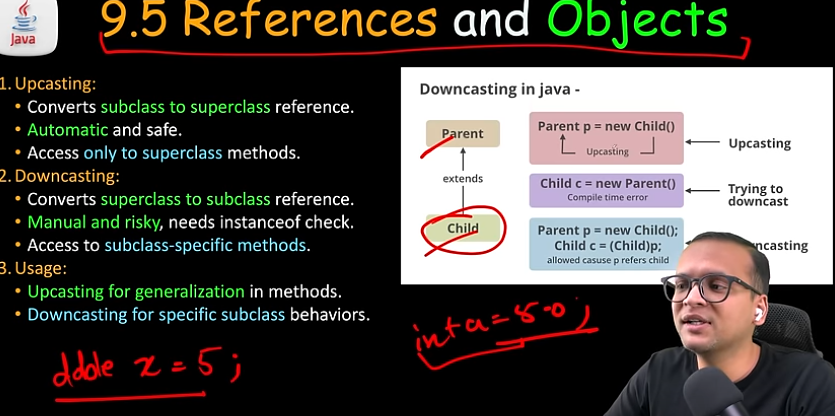 Java
9.5 References and Objects
1. Upcasting:
• Converts subclass to superclass reference.
• Automatic and safe.
• Access only to superclass methods.
2. Downcasting:
• Converts superclass to subclass reference.
• Manual and risky, needs instanceof check.
• Access to subclass-specific methods.
3. Usage:
• Upcasting for generalization in methods.
• Downcasting for specific subclass behaviors.
Downcasting in java -
Parent
extends
Child
Parent p = new Child()
Upcasting
Upcasting
Child c = new Parent()
Compile time error
Trying to
downcast
Parent p = new Child();
Child c = (Child)p;
allowed casuse p refers child
ncasting
int a = 5.0;
double x = 5;